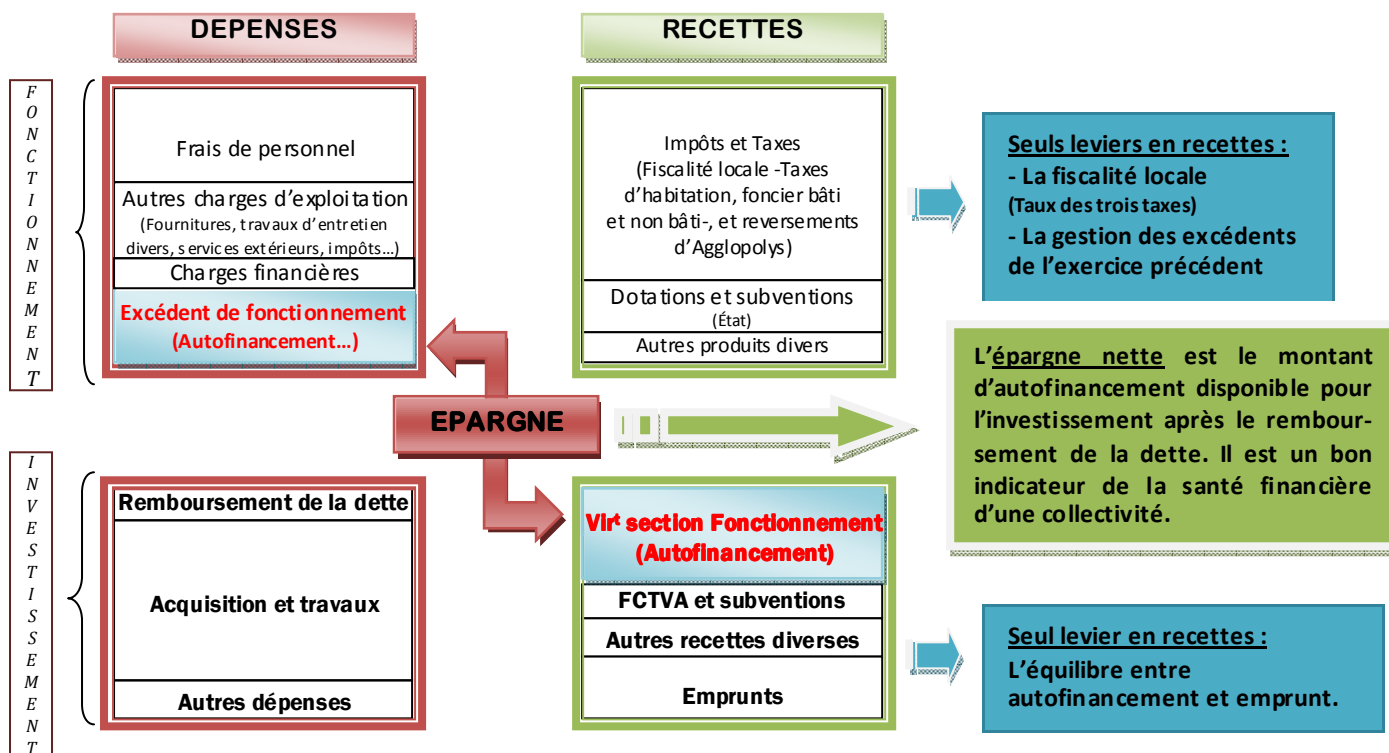 DEPENSES
RECETTES
FONCTIONNEMENT
Frais de personnel
Autres charges d'exploitation
(Fournitures, travaux d'entretien
divers, services extérieurs, impôts…)
Charges financières
Excédent de fonctionnement
(Autofinancement…)
Impôts et Taxes
(Fiscalité locale -Taxes
d'habitation, foncier bâti
et non bâti-, et reversements
d'Agglopolys)
Dotations et subventions
(État)
Autres produits divers
Seuls leviers en recettes :
- La fiscalité locale
(Taux des trois taxes)
- La gestion des excédents
de l'exercice précédent
EPARGNE
L'épargne nette est le montant
d'autofinancement disponible pour
l'investissement après le rembour-
sement de la dette. Il est un bon
indicateur de la santé financière
d'une collectivité.
INVESTISSEMENT
Remboursement de la dette
Acquisition et travaux
Autres dépenses
Virt section Fonctionnement
(Autofinancement)
FCTVA et subventions
Autres recettes diverses
Emprunts
Seul levier en recettes :
L'équilibre entre
autofinancement et emprunt.